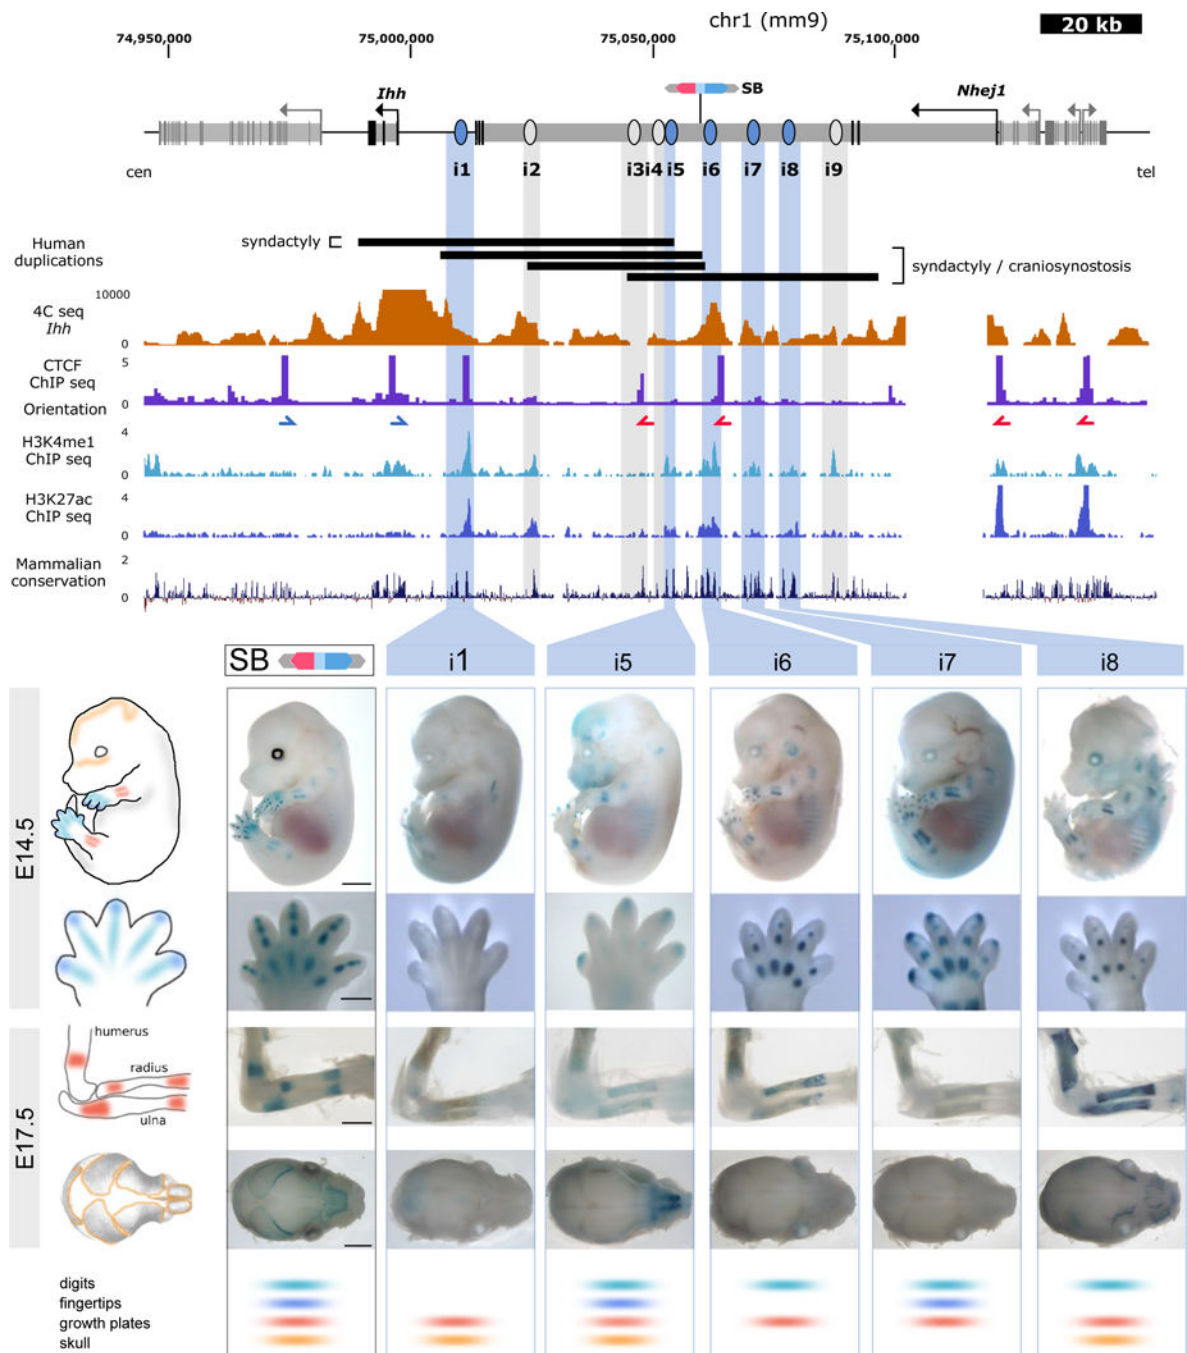 chr1 (mm9)
20 kb
74,950,000 75,000,000 75,050,000 75,100,000
Ihh SB Nhej1
cen i1 i2 i3 i4 i5 i6 i7 i8 i9 tel
Human
duplications
syndactyly
syndactyly / craniosynostosis
4C seq
Ihh
10000
0
CTCF
ChIP seq
5
0
Orientation
H3K4me1
ChIP seq
4
0
H3K27ac
ChIP seq
4
0
Mammalian
conservation
2
0
SB i1 i5 i6 i7 i8
E14.5
E17.5
humerus
radius
ulna
digits
fingertips
growth plates
skull